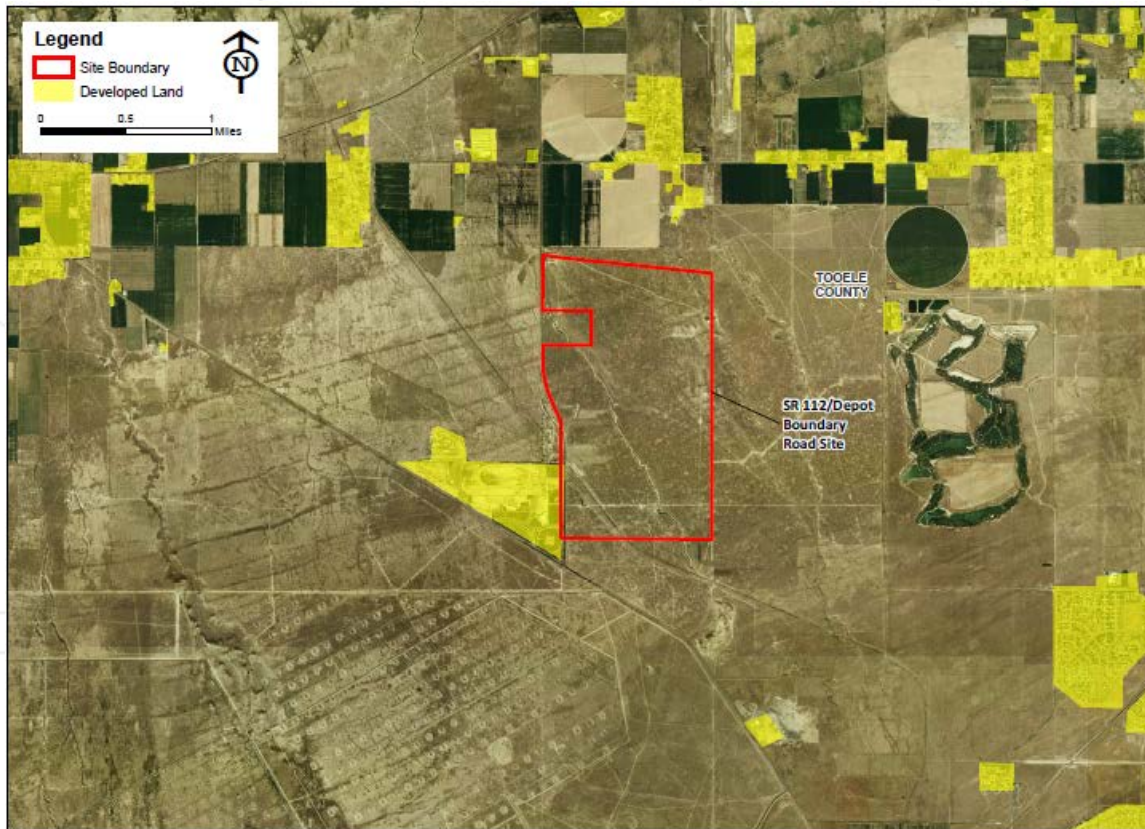 Legend
N
Site Boundary
Developed Land
0 0.5 1
Miles
TOOELE
COUNTY
SR 112/Depot
Boundary
Road Site